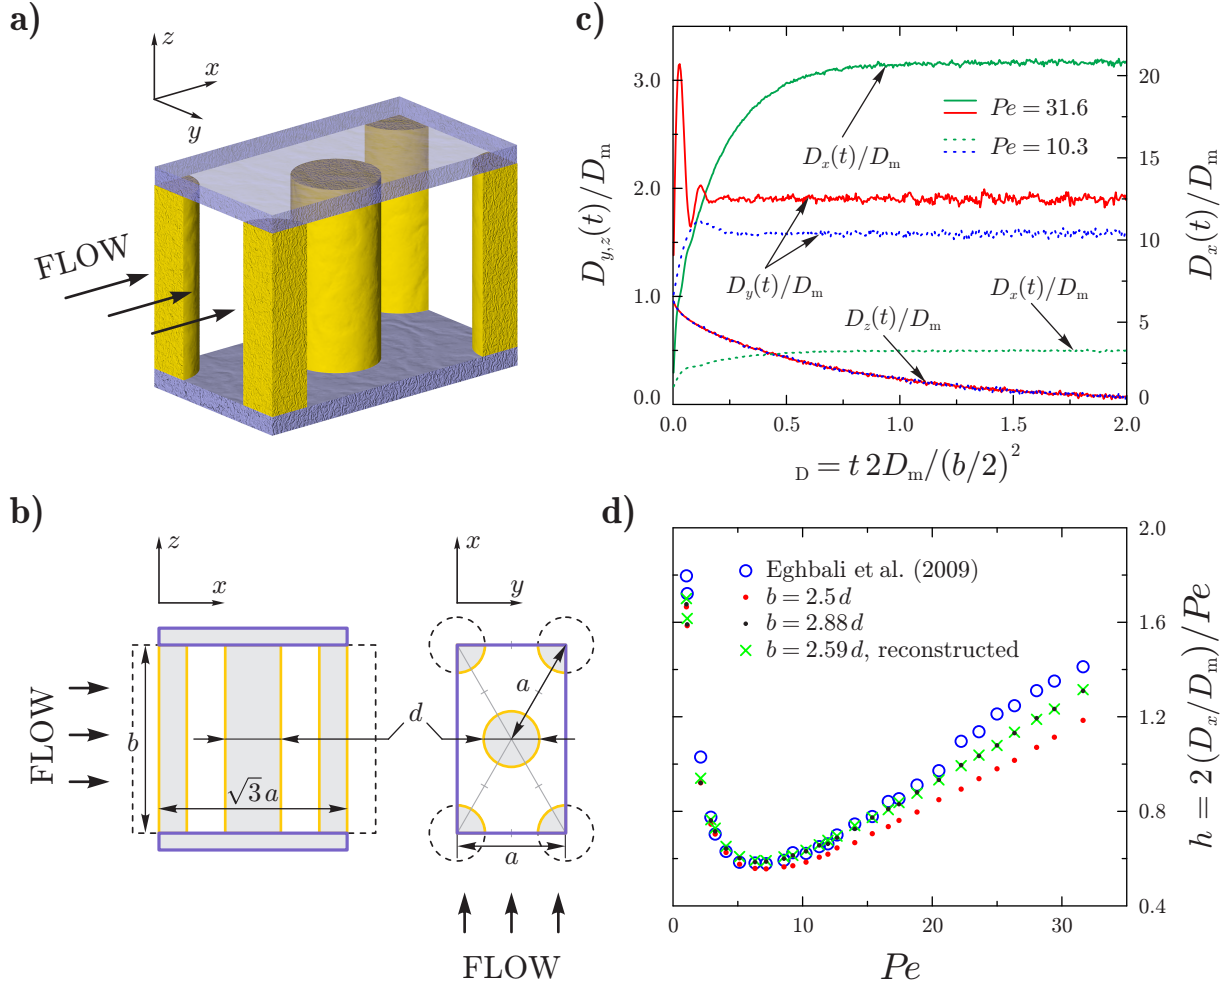 a)
z
x
y
FLOW
b)
z
x
FLOW
b
√3 a
d
x
y
a
a
FLOW
c)
D_{y,z}(t)/D_m
3.0
2.0
1.0
0.0
20
15
10
5
0
D_x(t)/D_m
Pe = 31.6
Pe = 10.3
D_x(t)/D_m
D_y(t)/D_m
D_x(t)/D_m
D_z(t)/D_m
0.0 0.5 1.0 1.5 2.0
D = t 2D_m/(b/2)^2
d)
Eghbali et al. (2009)
b = 2.5d
b = 2.88d
b = 2.59d, reconstructed
2.0
1.6
1.2
0.8
0.4
h = 2(D_x/D_m)/Pe
0 10 20 30
Pe